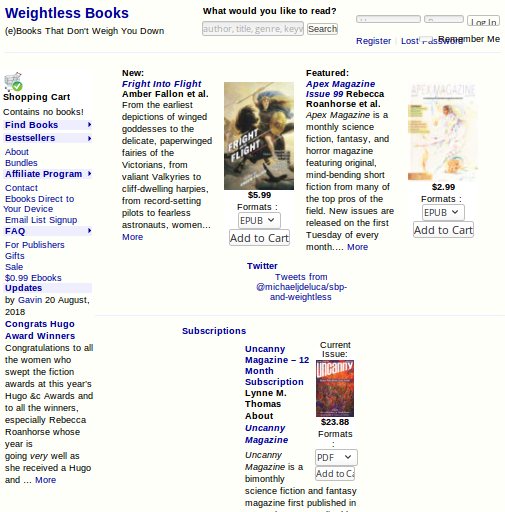 Weightless Books
(e)Books That Don't Weigh You Down
What would you like to read?
author, title, genre, keyw
Search
Log In
Register
Lost Password
Remember Me
Shopping Cart
Contains no books!
Find Books
Bestsellers
About
Bundles
Affiliate Program
Contact
Ebooks Direct to
Your Device
Email List Signup
FAQ
For Publishers
Gifts
Sale
$0.99 Ebooks
Updates
by Gavin 20 August,
2018
Congrats Hugo
Award Winners
Congratulations to all
the women who
swept the fiction
awards at this year's
Hugo &c Awards and
to all the winners,
especially Rebecca
Roanhorse whose
year is
going very well as
she received a Hugo
and ... More
New:
Fright Into Flight
Amber Fallon et al.
From the earliest
depictions of winged
goddesses to the
delicate, paperwinged
fairies of the
Victorians, from
valiant Valkyries to
cliff-dwelling harpies,
from record-setting
pilots to fearless
astronauts, women...
More
FRIGHT
INTO
FLIGHT
$5.99
Formats :
EPUB
Add to Cart
Featured:
Apex Magazine
Issue 99 Rebecca
Roanhorse et al.
Apex Magazine is a
monthly science
fiction, fantasy, and
horror magazine
featuring original,
mind-bending short
fiction from many of
the top pros of the
field. New issues are
released on the first
Tuesday of every
month.... More
APEX MAGAZINE
$2.99
Formats :
EPUB
Add to Cart
Twitter
Tweets from
@michaeljdeluca/sbp-
and-weightless
Subscriptions
Uncanny
Magazine – 12
Month
Subscription
Lynne M.
Thomas
About
Uncanny
Magazine
Uncanny
Magazine is a
bimonthly
science fiction and fantasy
magazine first published in
Current
Issue:
uncanny
$23.88
Formats
:
PDF
Add to Ca